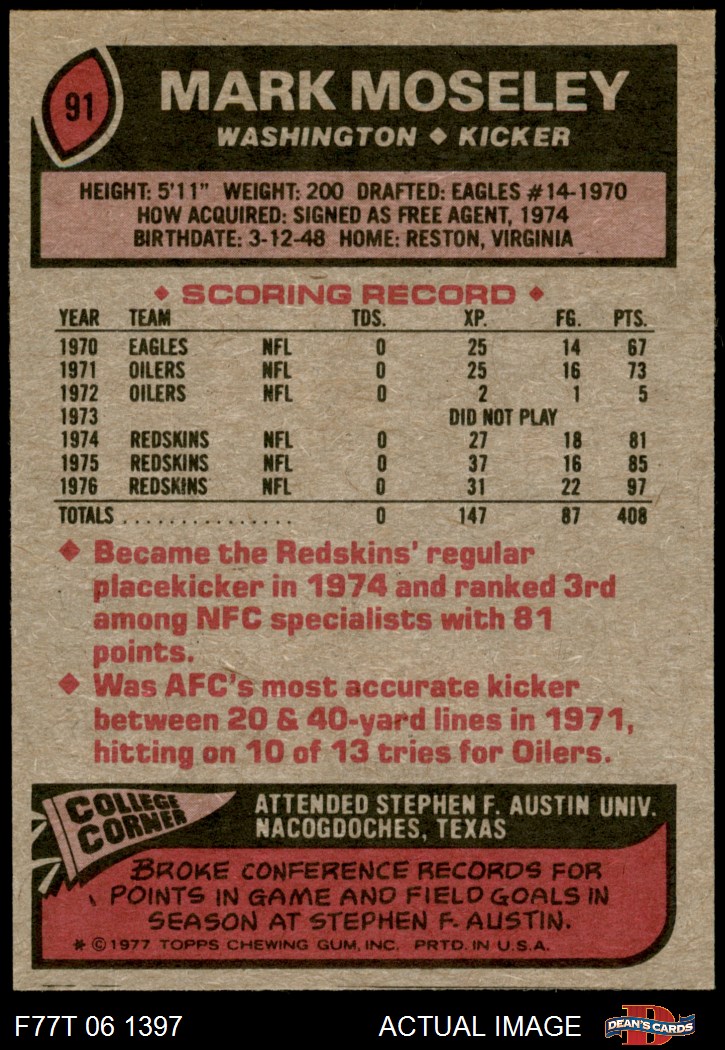 91
MARK MOSELEY
WASHINGTON ◆ KICKER
HEIGHT: 5'11" WEIGHT: 200 DRAFTED: EAGLES #14-1970
HOW ACQUIRED: SIGNED AS FREE AGENT, 1974
BIRTHDATE: 3-12-48 HOME: RESTON, VIRGINIA
◆ SCORING RECORD ◆
YEAR TEAM TDS. XP. FG. PTS.
1970 EAGLES NFL 0 25 14 67
1971 OILERS NFL 0 25 16 73
1972 OILERS NFL 0 2 1 5
1973 DID NOT PLAY
1974 REDSKINS NFL 0 27 18 81
1975 REDSKINS NFL 0 37 16 85
1976 REDSKINS NFL 0 31 22 97
TOTALS ................ 0 147 87 408
◆ Became the Redskins' regular
placekicker in 1974 and ranked 3rd
among NFC specialists with 81
points.
◆ Was AFC's most accurate kicker
between 20 & 40-yard lines in 1971,
hitting on 10 of 13 tries for Oilers.
COLLEGE
CORNER
ATTENDED STEPHEN F. AUSTIN UNIV.
NACOGDOCHES, TEXAS
BROKE CONFERENCE RECORDS FOR
POINTS IN GAME AND FIELD GOALS IN
SEASON AT STEPHEN F. AUSTIN.
* © 1977 TOPPS CHEWING GUM, INC. PRTD. IN U.S.A.
F77T 06 1397 ACTUAL IMAGE
D
DEAN'S CARDS